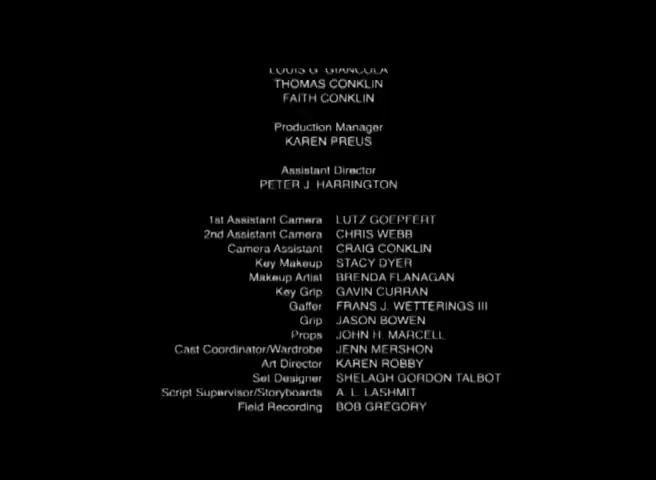 LOUIS G. GIANCOLA
THOMAS CONKLIN
FAITH CONKLIN
Production Manager
KAREN PREUS
Assistant Director
PETER J. HARRINGTON
1st Assistant Camera LUTZ GOEPFERT
2nd Assistant Camera CHRIS WEBB
Camera Assistant CRAIG CONKLIN
Key Makeup STACY DYER
Makeup Artist BRENDA FLANAGAN
Key Grip GAVIN CURRAN
Gaffer FRANS J. WETTERINGS III
Grip JASON BOWEN
Props JOHN H. MARCELL
Cast Coordinator/Wardrobe JENN MERSHON
Art Director KAREN ROBBY
Set Designer SHELAGH GORDON TALBOT
Script Supervisor/Storyboards A. L. LASHMIT
Field Recording BOB GREGORY